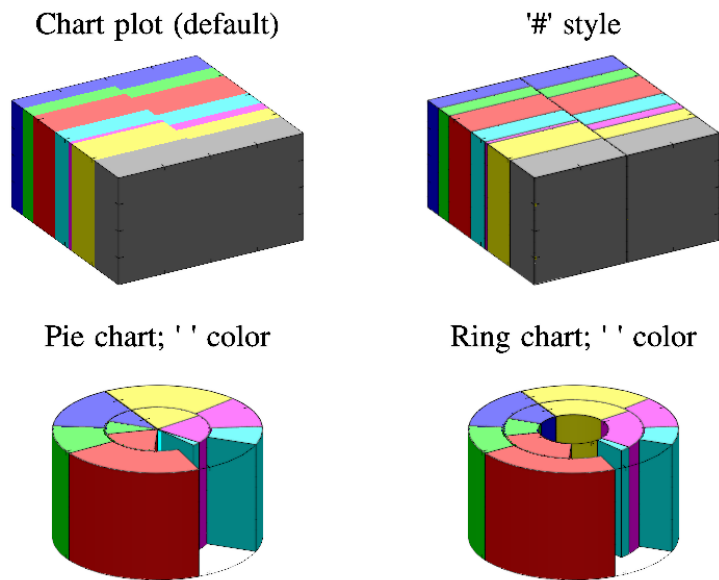 Chart plot (default)
'#' style
Pie chart; ' ' color
Ring chart; ' ' color